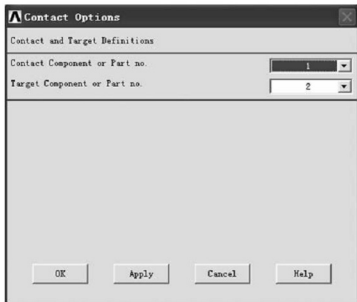 Contact Options
Contact and Target Definitions
Contact Component or Part no. 1
Target Component or Part no. 2
OK Apply Cancel Help